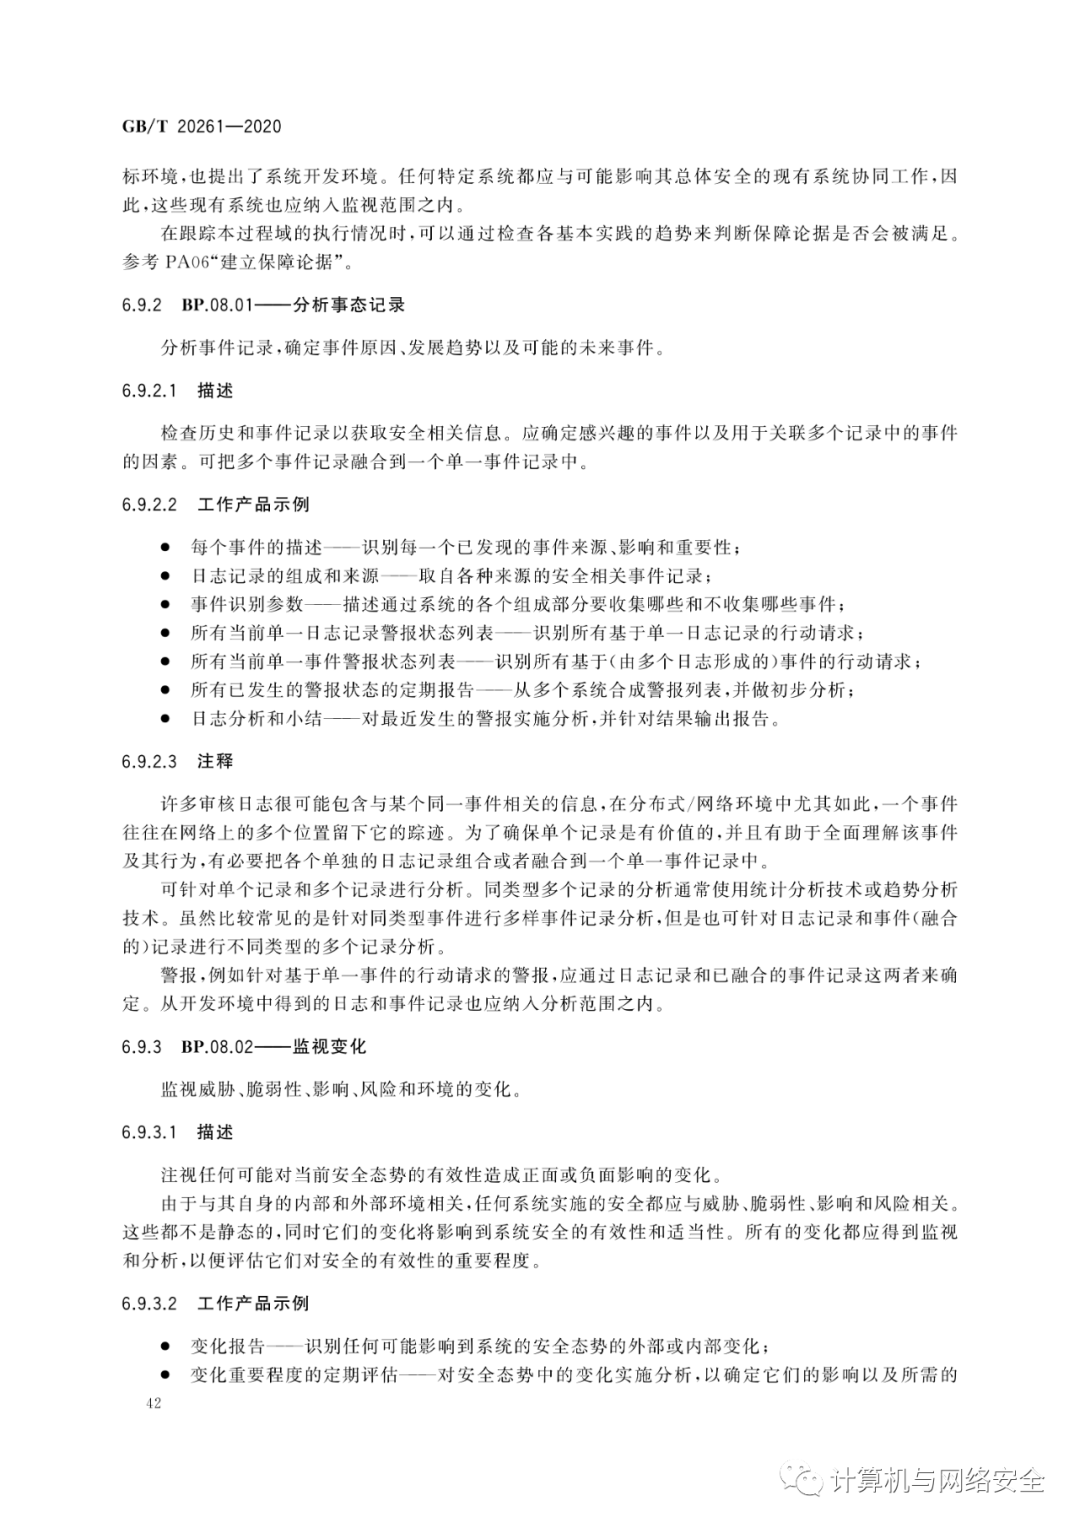 GB/T 20261—2020
标环境,也提出了系统开发环境。任何特定系统都应与可能影响其总体安全的现有系统协同工作,因
此,这些现有系统也应纳入监视范围之内。
在跟踪本过程域的执行情况时,可以通过检查各基本实践的趋势来判断保障论据是否会被满足。
参考 PA06“建立保障论据”。
6.9.2 BP.08.01——分析事态记录
分析事件记录,确定事件原因、发展趋势以及可能的未来事件。
6.9.2.1 描述
检查历史和事件记录以获取安全相关信息。应确定感兴趣的事件以及用于关联多个记录中的事件
的因素。可把多个事件记录融合到一个单一事件记录中。
6.9.2.2 工作产品示例
● 每个事件的描述——识别每一个已发现的事件来源、影响和重要性;
● 日志记录的组成和来源——取自各种来源的安全相关事件记录;
● 事件识别参数——描述通过系统的各个组成部分要收集哪些和不收集哪些事件;
● 所有当前单一日志记录警报状态列表——识别所有基于单一日志记录的行动请求;
● 所有当前单一事件警报状态列表——识别所有基于(由多个日志形成的)事件的行动请求;
● 所有已发生的警报状态的定期报告——从多个系统合成警报列表,并做初步分析;
● 日志分析和小结——对最近发生的警报实施分析,并针对结果输出报告。
6.9.2.3 注释
许多审核日志很可能包含与某个同一事件相关的信息,在分布式/网络环境中尤其如此,一个事件
往往在网络上的多个位置留下它的踪迹。为了确保单个记录是有价值的,并且有助于全面理解该事件
及其行为,有必要把各个单独的日志记录组合或者融合到一个单一事件记录中。
可针对单个记录和多个记录进行分析。同类型多个记录的分析通常使用统计分析技术或趋势分析
技术。虽然比较常见的是针对同类型事件进行多样事件记录分析,但是也可针对日志记录和事件(融合
的)记录进行不同类型的多个记录分析。
警报,例如针对基于单一事件的行动请求的警报,应通过日志记录和已融合的事件记录这两者来确
定。从开发环境中得到的日志和事件记录也应纳入分析范围之内。
6.9.3 BP.08.02——监视变化
监视威胁、脆弱性、影响、风险和环境的变化。
6.9.3.1 描述
注视任何可能对当前安全态势的有效性造成正面或负面影响的变化。
由于与其自身的内部和外部环境相关,任何系统实施的安全都应与威胁、脆弱性、影响和风险相关。
这些都不是静态的,同时它们的变化将影响到系统安全的有效性和适当性。所有的变化都应得到监视
和分析,以便评估它们对安全的有效性的重要程度。
6.9.3.2 工作产品示例
● 变化报告——识别任何可能影响到系统的安全态势的外部或内部变化;
● 变化重要程度的定期评估——对安全态势中的变化实施分析,以确定它们的影响以及所需的
42
计算机与网络安全